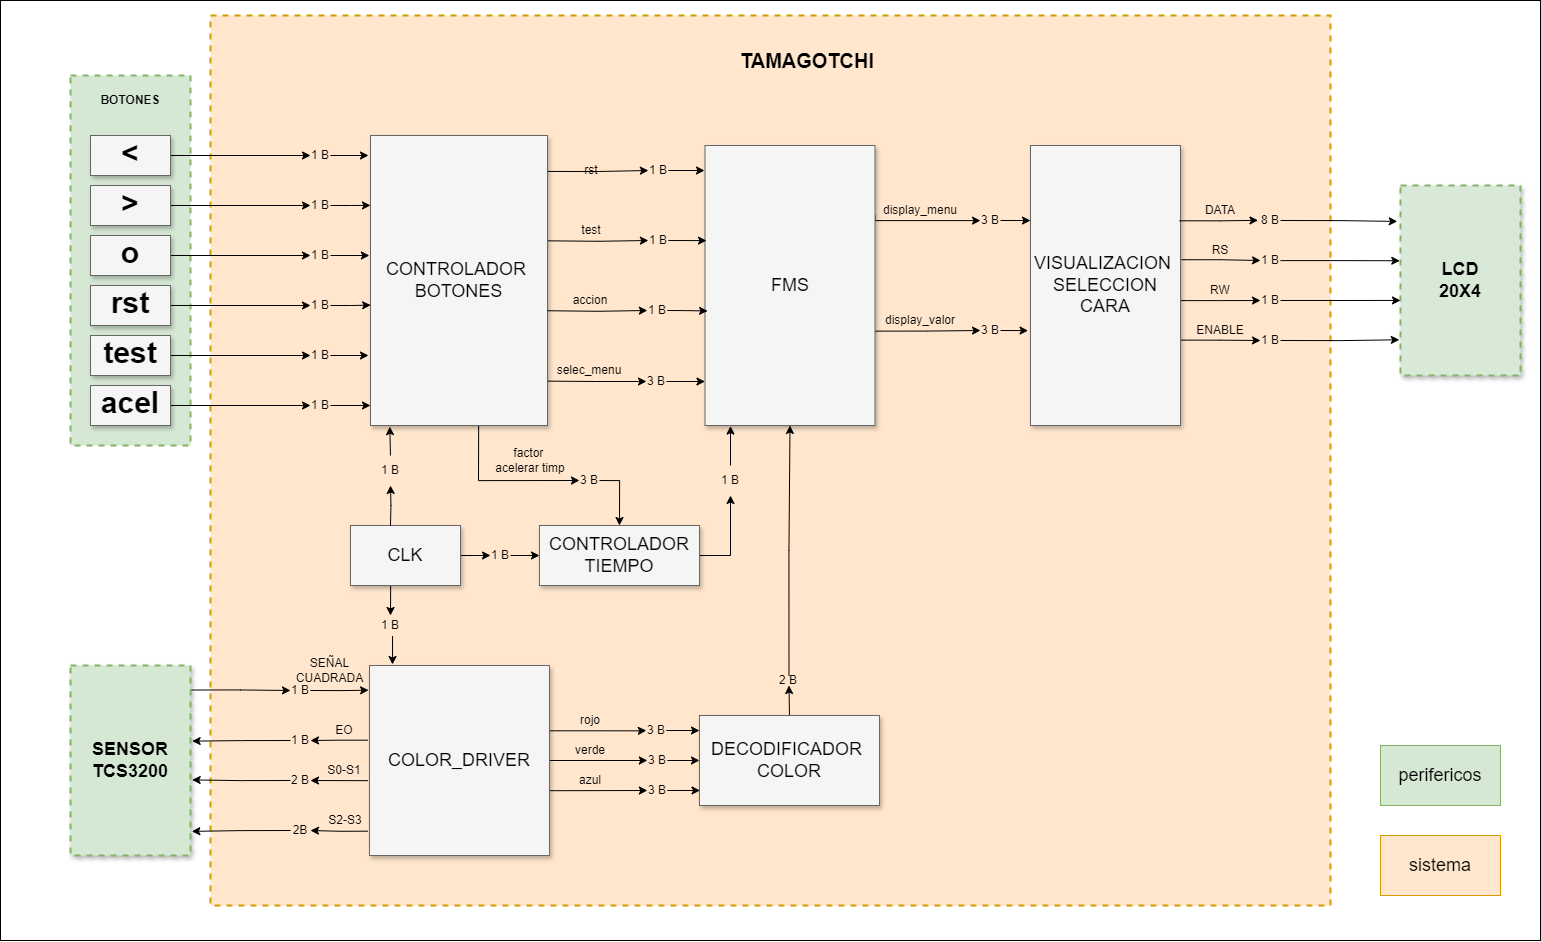 TAMAGOTCHI
BOTONES
<
>
o
rst
test
acel
1 B
1 B
1 B
1 B
1 B
1 B
CONTROLADOR
BOTONES
rst
1 B
test
1 B
accion
1 B
selec_menu
3 B
FMS
display_menu
3 B
display_valor
3 B
VISUALIZACION
SELECCION
CARA
DATA
8 B
RS
1 B
RW
1 B
ENABLE
1 B
LCD
20X4
1 B
factor
acelerar timp
3 B
1 B
CLK
1 B
CONTROLADOR
TIEMPO
1 B
SEÑAL
CUADRADA
1 B
EO
1 B
S0-S1
2 B
S2-S3
2B
SENSOR
TCS3200
COLOR_DRIVER
rojo
3 B
verde
3 B
azul
3 B
2 B
DECODIFICADOR
COLOR
perifericos
sistema